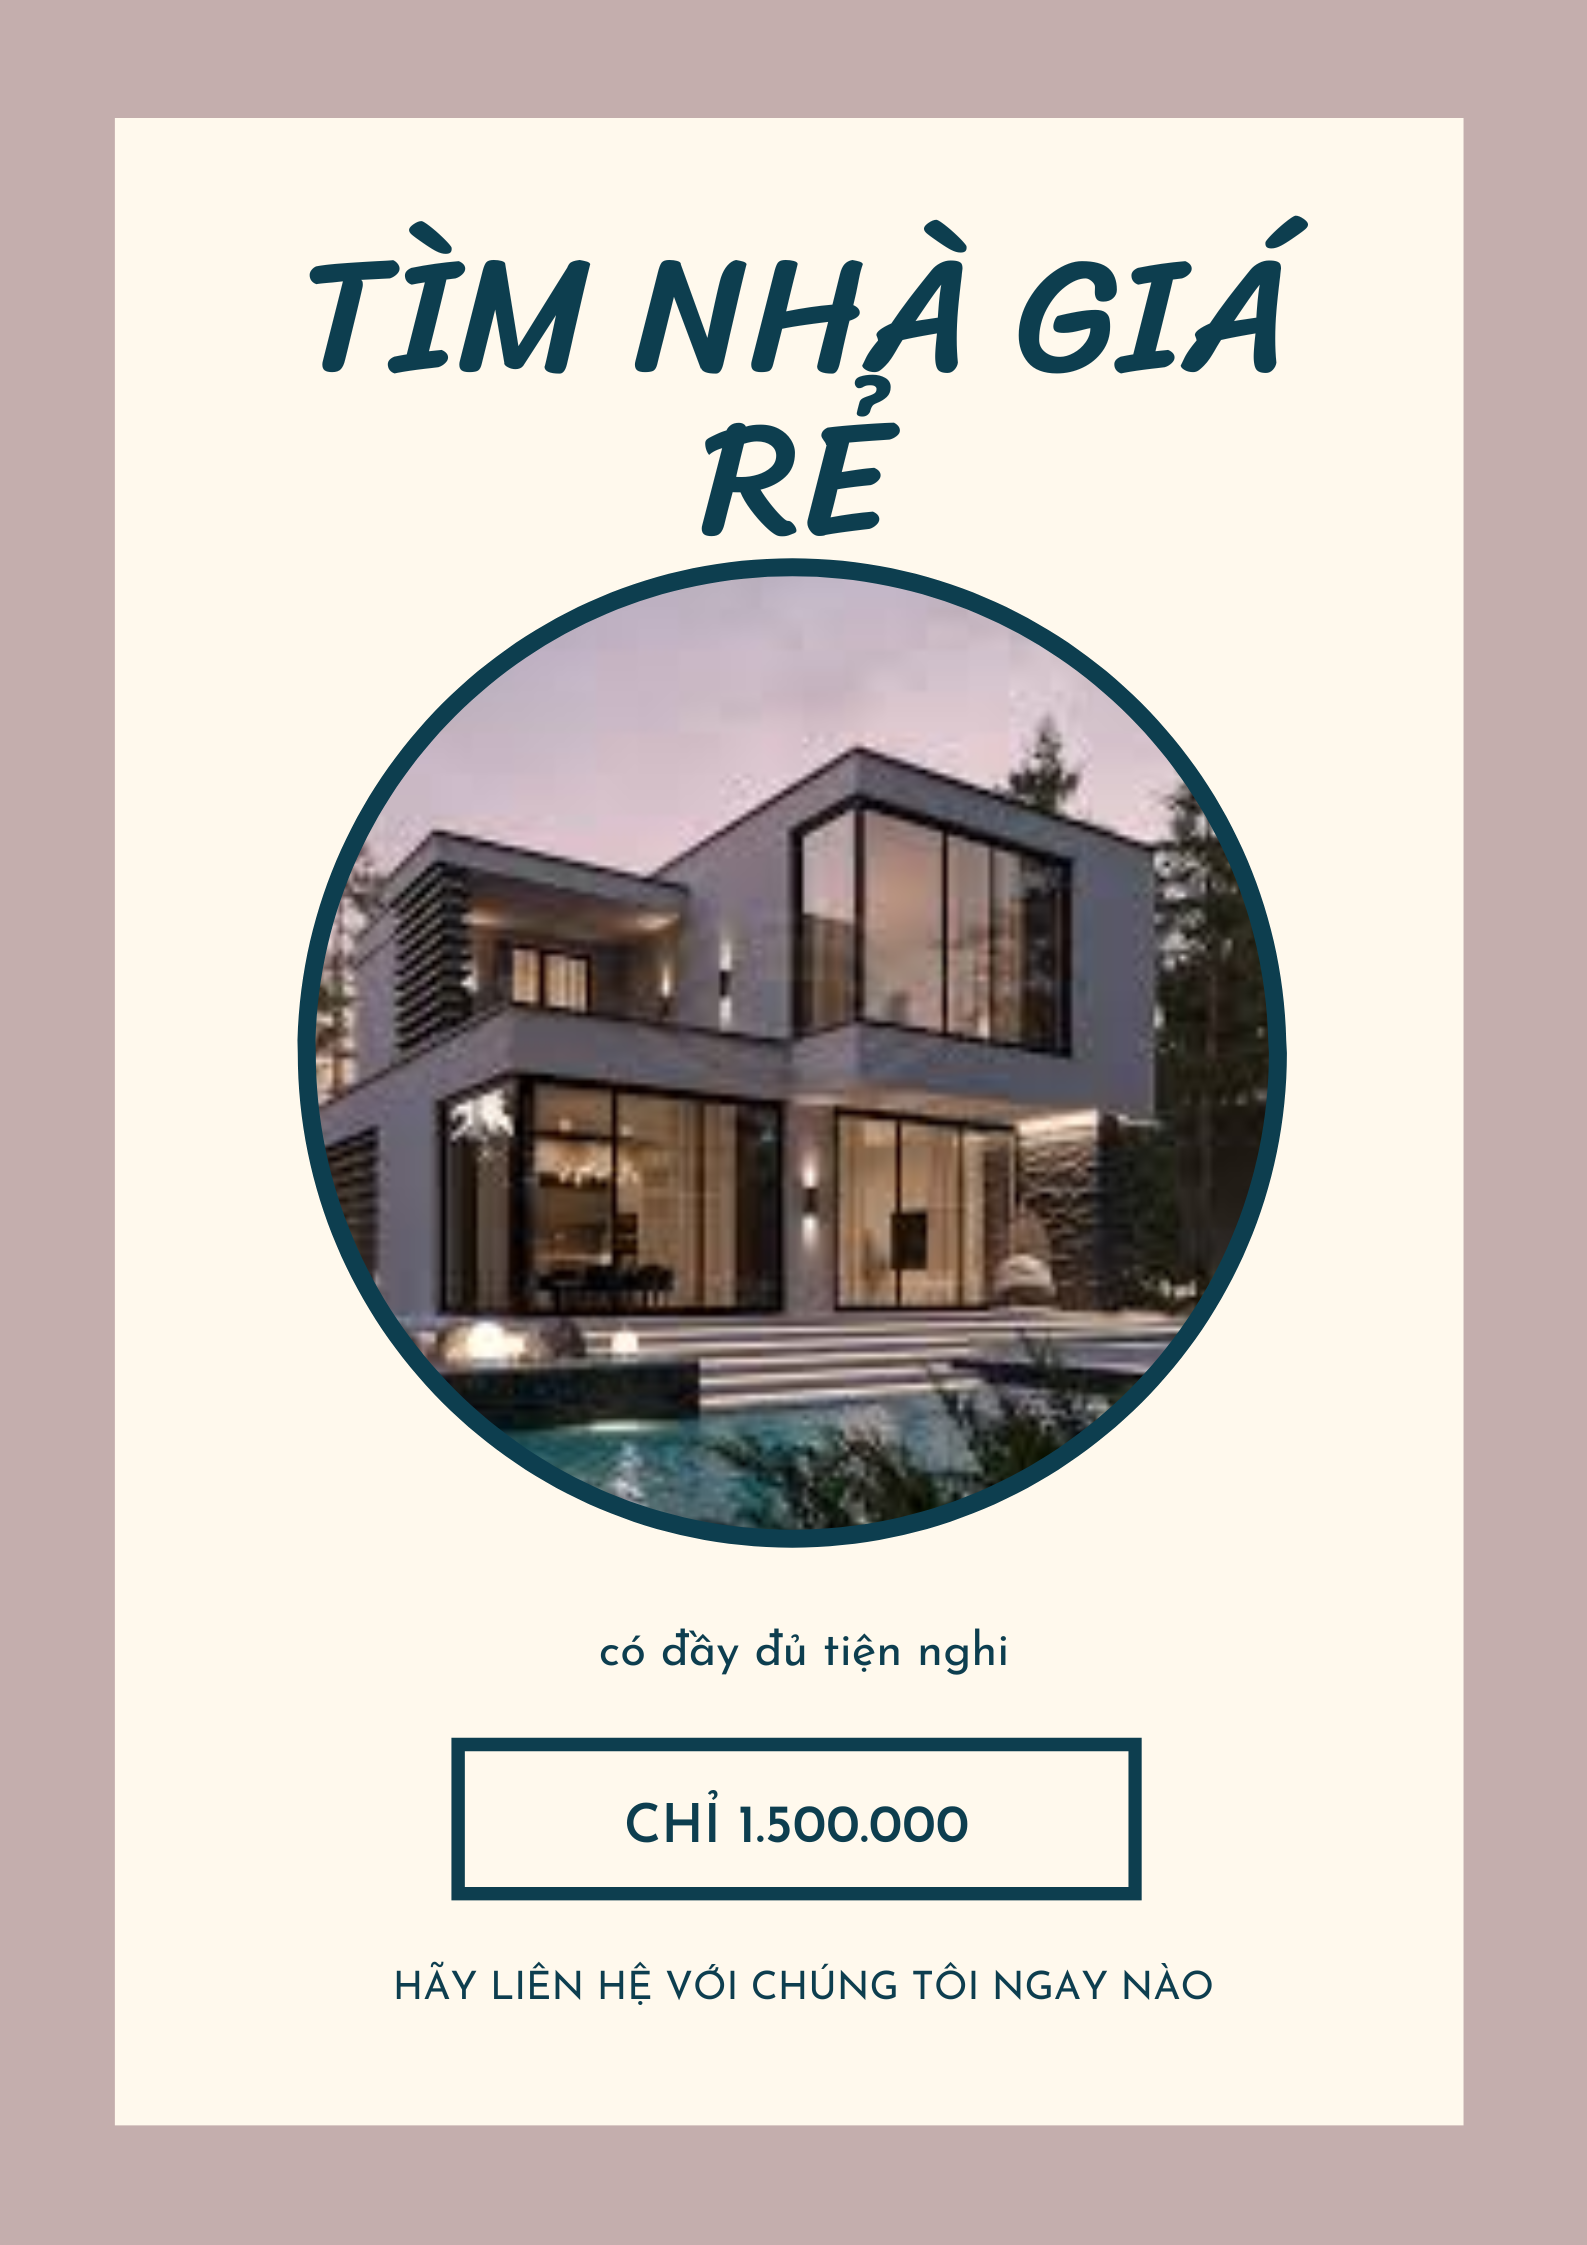 TÌM NHÀ GIÁ
RẺ
có đầy đủ tiện nghi
CHỈ 1.500.000
HÃY LIÊN HỆ VỚI CHÚNG TÔI NGAY NÀO